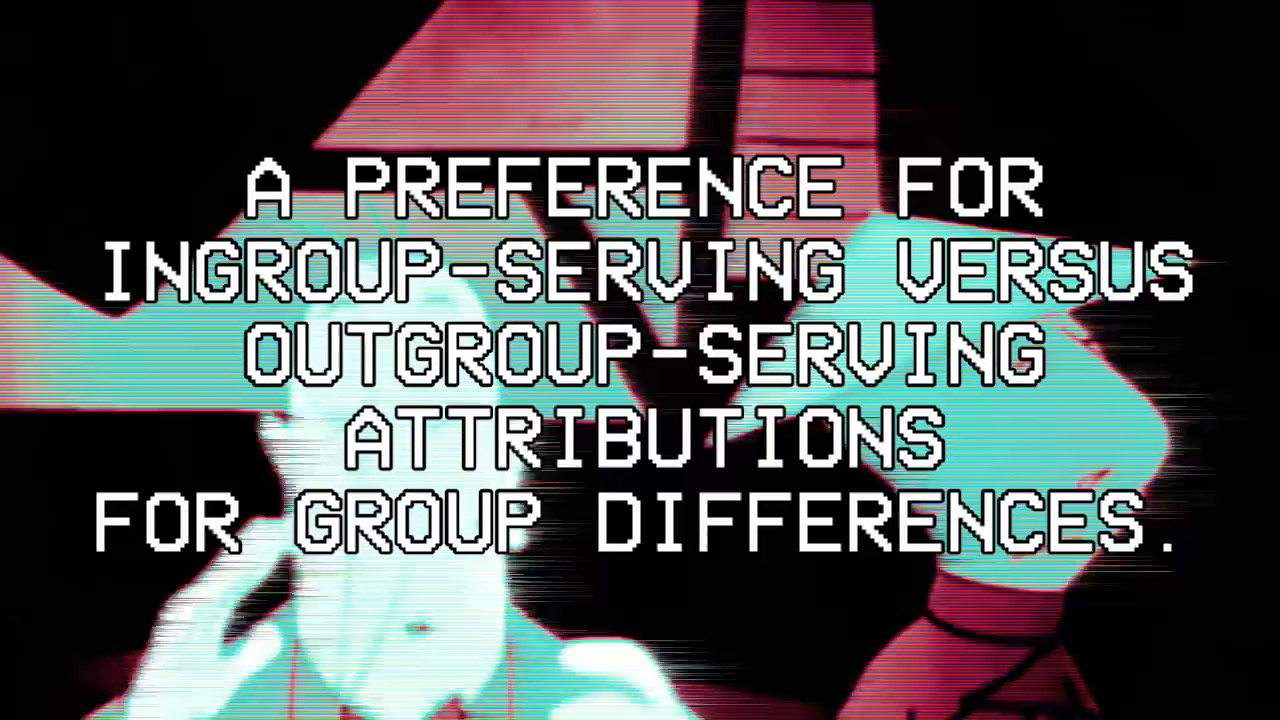 A PREFERENCE FOR
INGROUP-SERVING VERSUS
OUTGROUP-SERVING
ATTRIBUTIONS
FOR GROUP DIFFERENCES.